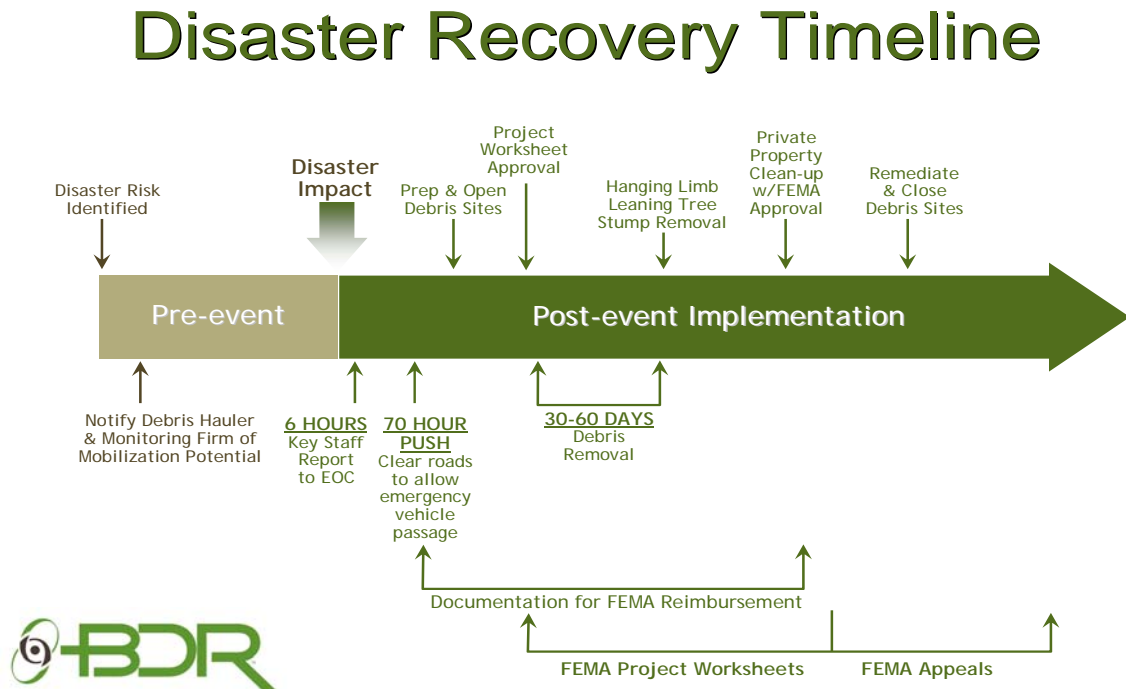 Disaster Recovery Timeline
Disaster Risk
Identified
Disaster
Impact
Prep & Open
Debris Sites
Project
Worksheet
Approval
Hanging Limb
Leaning Tree
Stump Removal
Private
Property
Clean-up
w/FEMA
Approval
Remediate
& Close
Debris Sites
Pre-event
Post-event Implementation
Notify Debris Hauler
& Monitoring Firm of
Mobilization Potential
6 HOURS
Key Staff
Report
to EOC
70 HOUR
PUSH
Clear roads
to allow
emergency
vehicle
passage
30-60 DAYS
Debris
Removal
Documentation for FEMA Reimbursement
FEMA Project Worksheets
FEMA Appeals
BDR